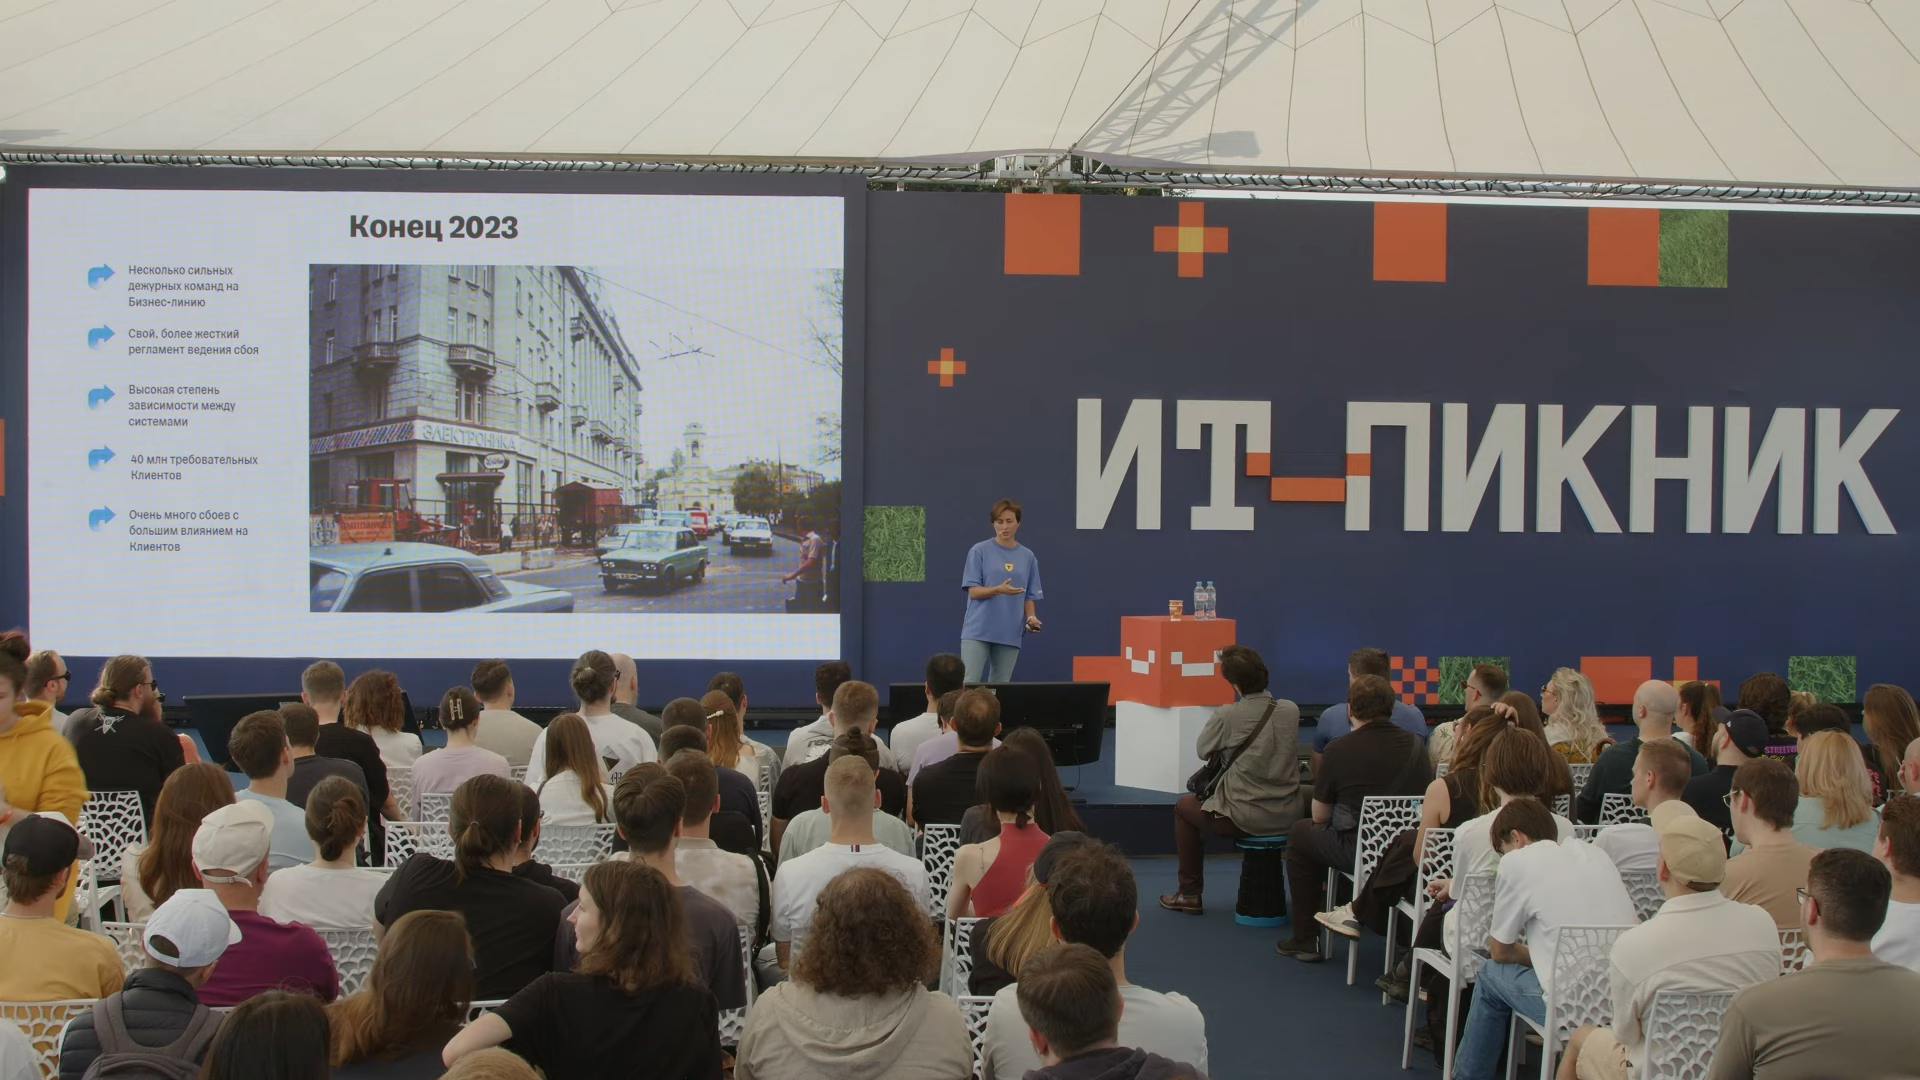 Конец 2023
Несколько сильных
дежурных команд на
Бизнес-линию
Свой, более жесткий
регламент ведения сбоя
Высокая степень
зависимости между
системами
40 млн требовательных
Клиентов
Очень много сбоев с
большим влиянием на
Клиентов
ЭЛЕКТРОНИКА
ИТ-ПИКНИК